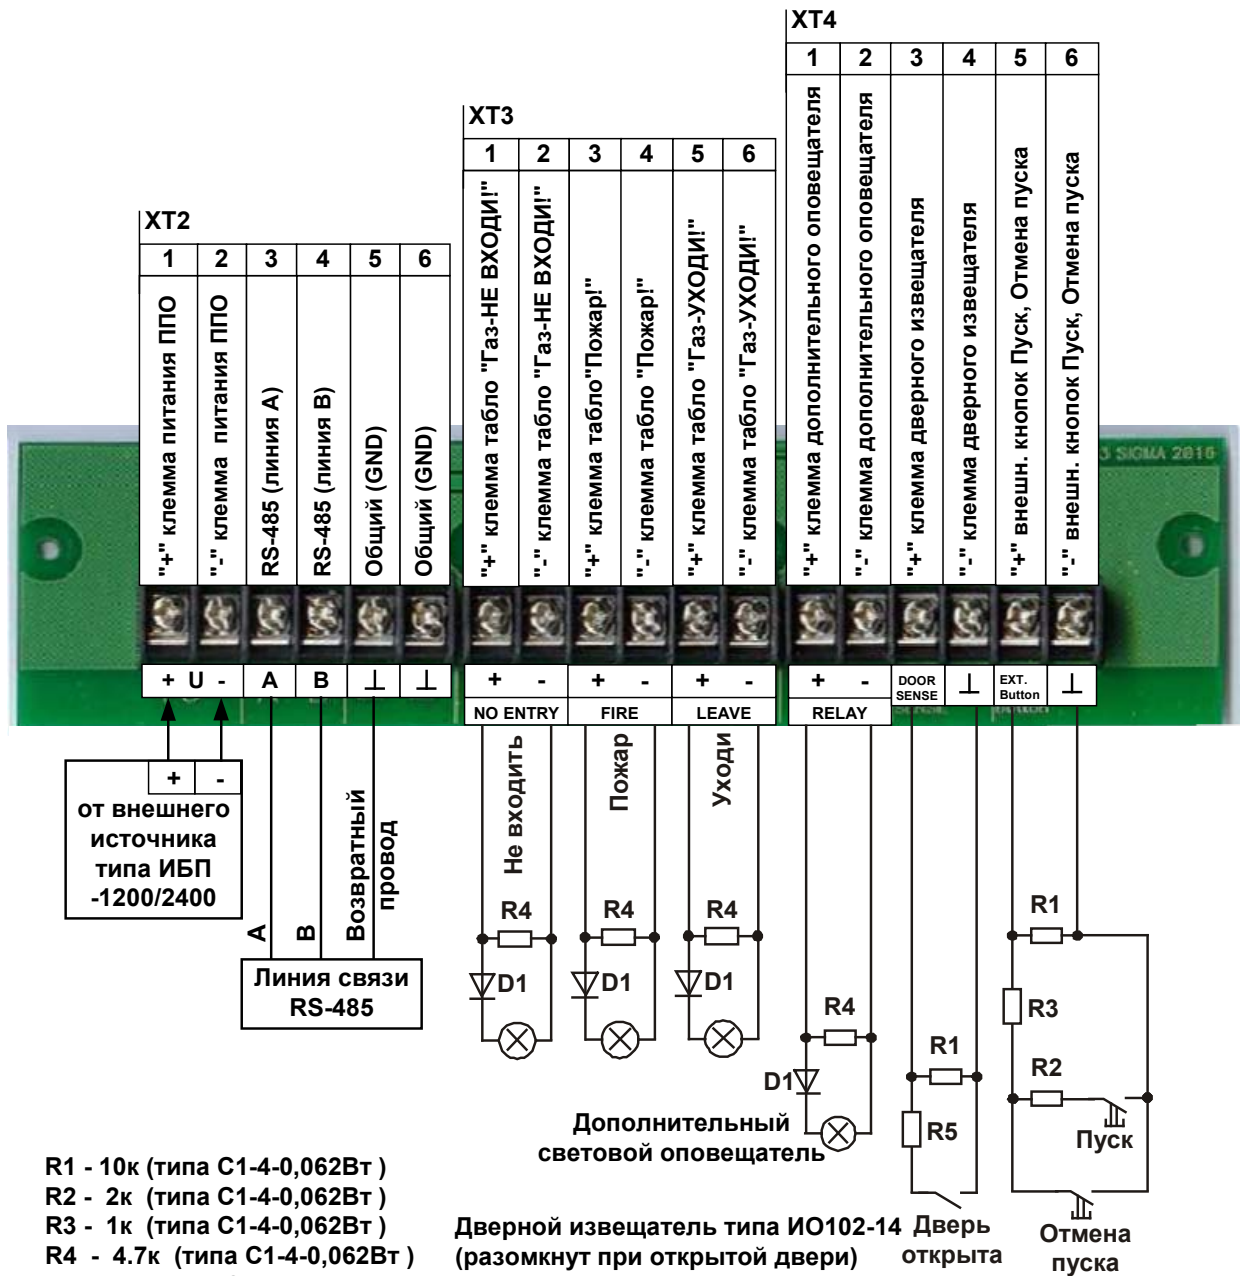 XT4
1 2 3 4 5 6
"+" клемма дополнительного оповещателя
"-" клемма дополнительного оповещателя
"+" клемма дверного извещателя
"-" клемма дверного извещателя
"+" внешн. кнопок Пуск, Отмена пуска
"-" внешн. кнопок Пуск, Отмена пуска
XT3
1 2 3 4 5 6
"+" клемма табло "Газ-НЕ ВХОДИ!"
"-" клемма табло "Газ-НЕ ВХОДИ!"
"+" клемма табло"Пожар!"
"-" клемма табло "Пожар!"
"+" клемма табло "Газ-УХОДИ!"
"-" клемма табло "Газ-УХОДИ!"
XT2
1 2 3 4 5 6
"+" клемма питания ППО
"-" клемма питания ППО
RS-485 (линия A)
RS-485 (линия B)
Общий (GND)
Общий (GND)
3 SIGMA 2016
+ U - A B ⊥ ⊥
+ -
NO ENTRY
+ -
FIRE
+ -
LEAVE
+ -
RELAY
DOOR
SENSE
⊥
EXT.
Button
⊥
+ -
от внешнего
источника
типа ИБП
-1200/2400
A
B
Возвратный
провод
Линия связи
RS-485
Не входить
Пожар
Уходи
R4
D1
R4
D1
R4
D1
R4
D1
Дополнительный
световой оповещатель
R1
R5
Дверь
открыта
R1
R3
R2
Пуск
Отмена
пуска
R1 - 10к (типа С1-4-0,062Вт )
R2 - 2к (типа С1-4-0,062Вт )
R3 - 1к (типа С1-4-0,062Вт )
R4 - 4.7к (типа С1-4-0,062Вт )
Дверной извещатель типа ИО102-14
(разомкнут при открытой двери)